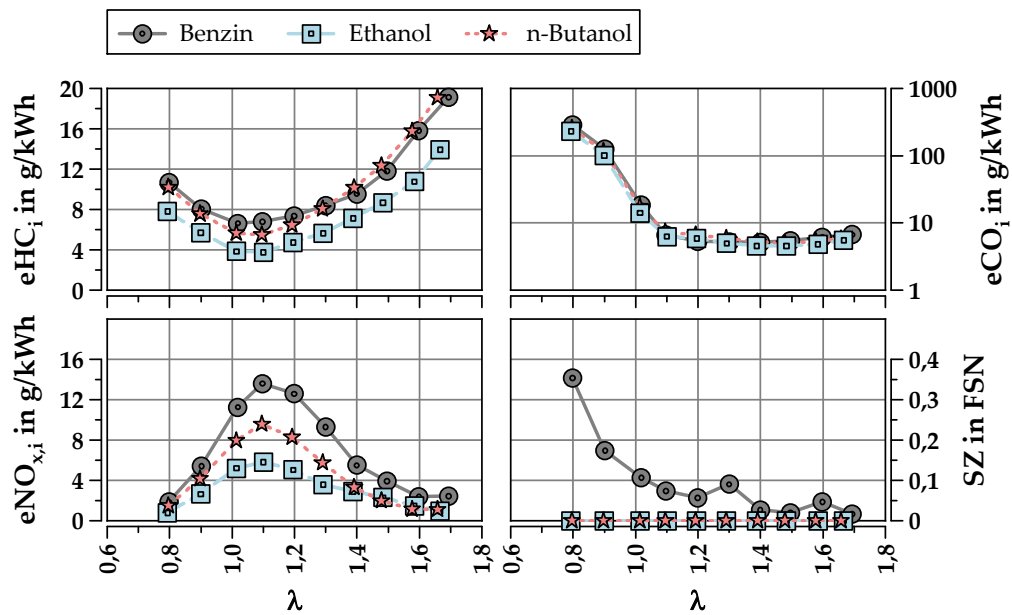 Benzin Ethanol n-Butanol
eHCᵢ in g/kWh
20
16
12
8
4
0
1000
100
10
1
eCOᵢ in g/kWh
eNOₓ,ᵢ in g/kWh
16
12
8
4
0
0,4
0,3
0,2
0,1
0
SZ in FSN
0,6 0,8 1,0 1,2 1,4 1,6 1,8
0,6 0,8 1,0 1,2 1,4 1,6 1,8
λ λ